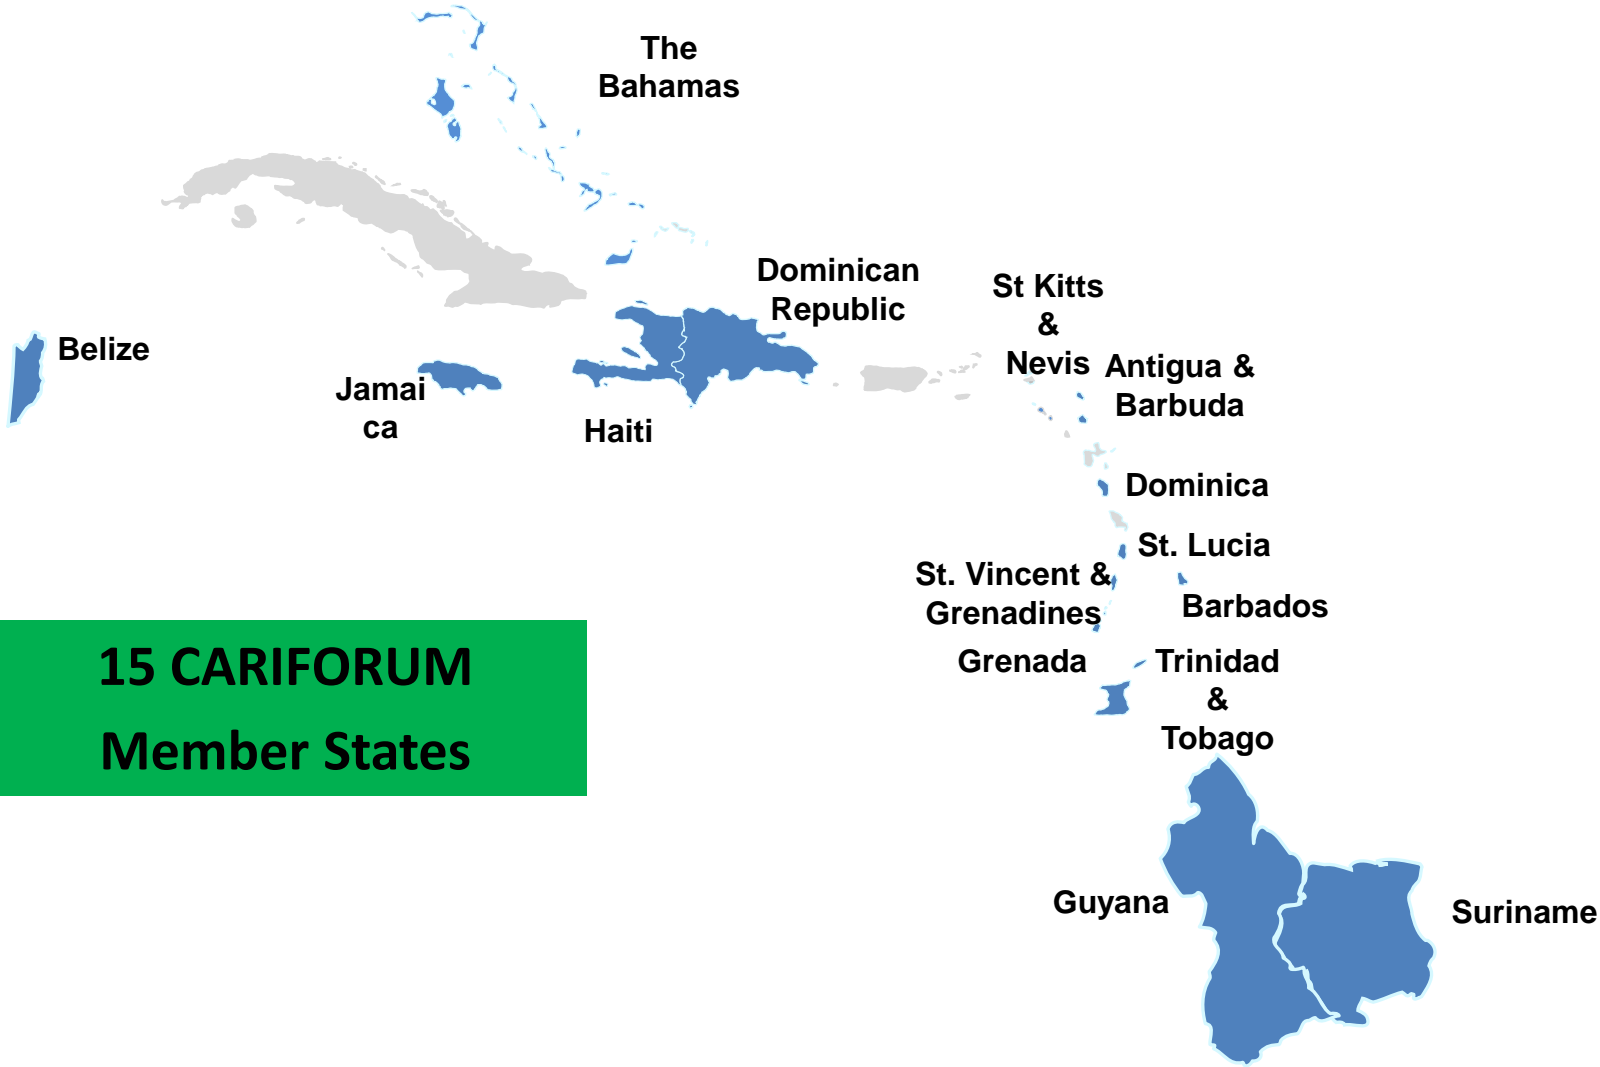 The
Bahamas
Dominican
Republic
St Kitts
&
Nevis
Antigua &
Barbuda
Belize
Jamai
ca
Haiti
Dominica
St. Lucia
St. Vincent &
Grenadines
Barbados
Grenada
Trinidad
&
Tobago
15 CARIFORUM
Member States
Guyana
Suriname